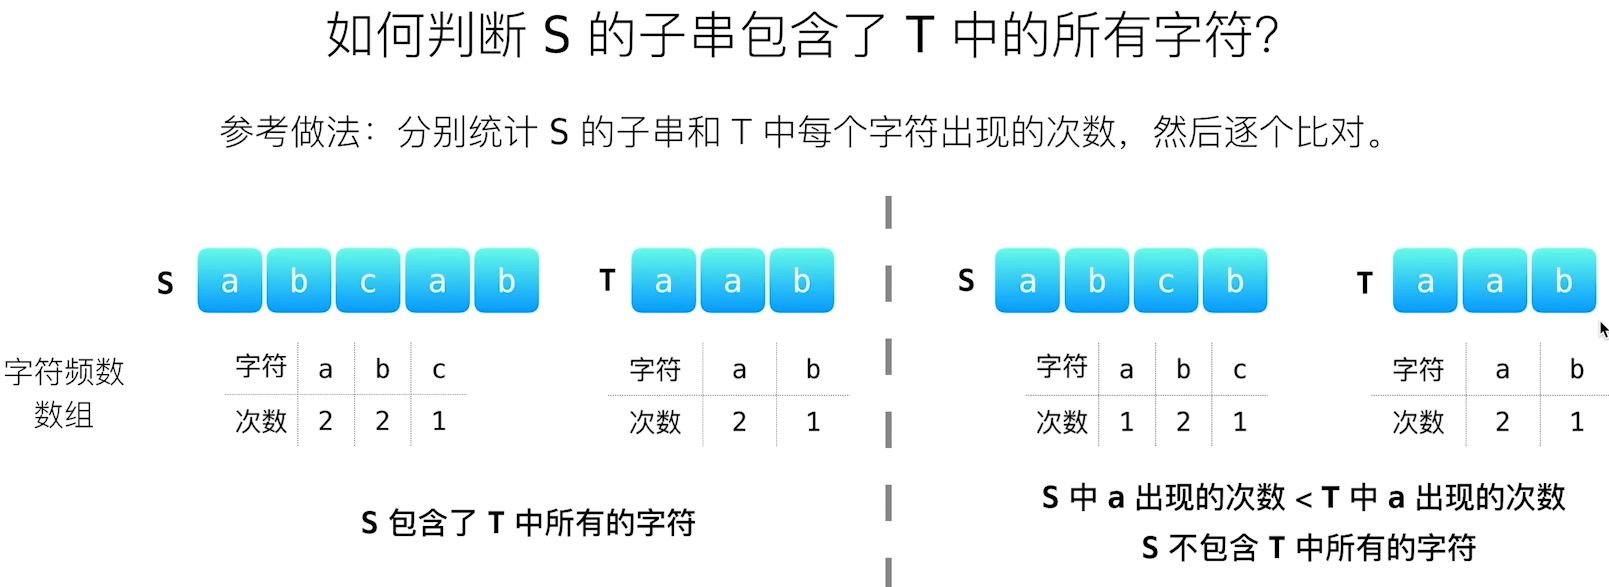 如何判断 S 的子串包含了 T 中的所有字符?
参考做法：分别统计 S 的子串和 T 中每个字符出现的次数，然后逐个比对。
S a b c a b T a a b
字符频数
数组
字符 a b c
次数 2 2 1
字符 a b
次数 2 1
S 包含了 T 中所有的字符
S a b c b T a a b
字符 a b c
次数 1 2 1
字符 a b
次数 2 1
S 中 a 出现的次数 < T 中 a 出现的次数
S 不包含 T 中所有的字符